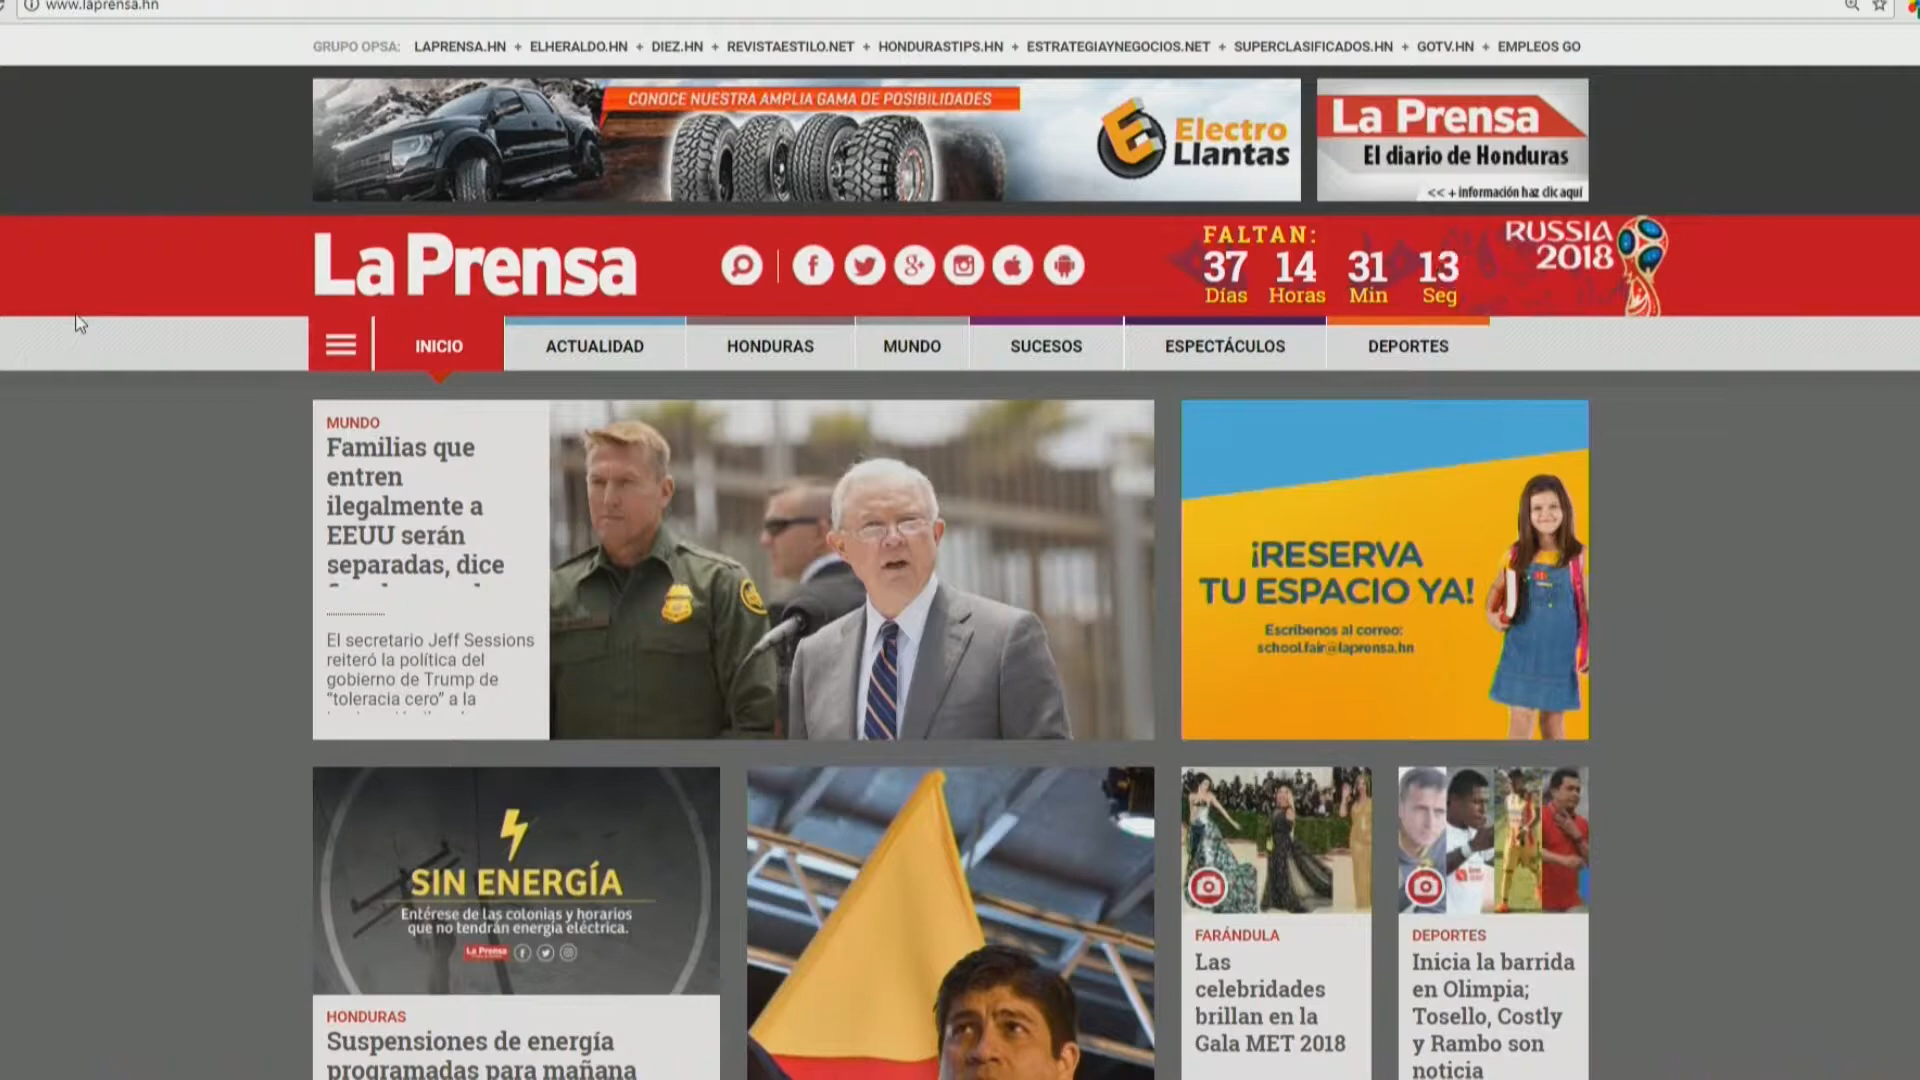 www.laprensa.hn
GRUPO OPSA: LAPRENSA.HN + ELHERALDO.HN + DIEZ.HN + REVISTAESTILO.NET + HONDURASTIPS.HN + ESTRATEGIAYNEGOCIOS.NET + SUPERCLASIFICADOS.HN + GOTV.HN + EMPLEOS GO
CONOCE NUESTRA AMPLIA GAMA DE POSIBILIDADES
Electro
Llantas
La Prensa
El diario de Honduras
<< + información haz clic aquí
La Prensa
FALTAN:
37 14 31 13
Días Horas Min Seg
RUSSIA
2018
INICIO ACTUALIDAD HONDURAS MUNDO SUCESOS ESPECTÁCULOS DEPORTES
MUNDO
Familias que
entren
ilegalmente a
EEUU serán
separadas, dice
El secretario Jeff Sessions
reiteró la política del
gobierno de Trump de
“toleracia cero” a la
¡RESERVA
TU ESPACIO YA!
Escríbenos al correo:
school.fair@laprensa.hn
SIN ENERGÍA
Entérese de las colonias y horarios
que no tendrán energía eléctrica.
La Prensa
HONDURAS
Suspensiones de energía
programadas para mañana
FARÁNDULA
Las
celebridades
brillan en la
Gala MET 2018
DEPORTES
Inicia la barrida
en Olimpia;
Tosello, Costly
y Rambo son
noticia